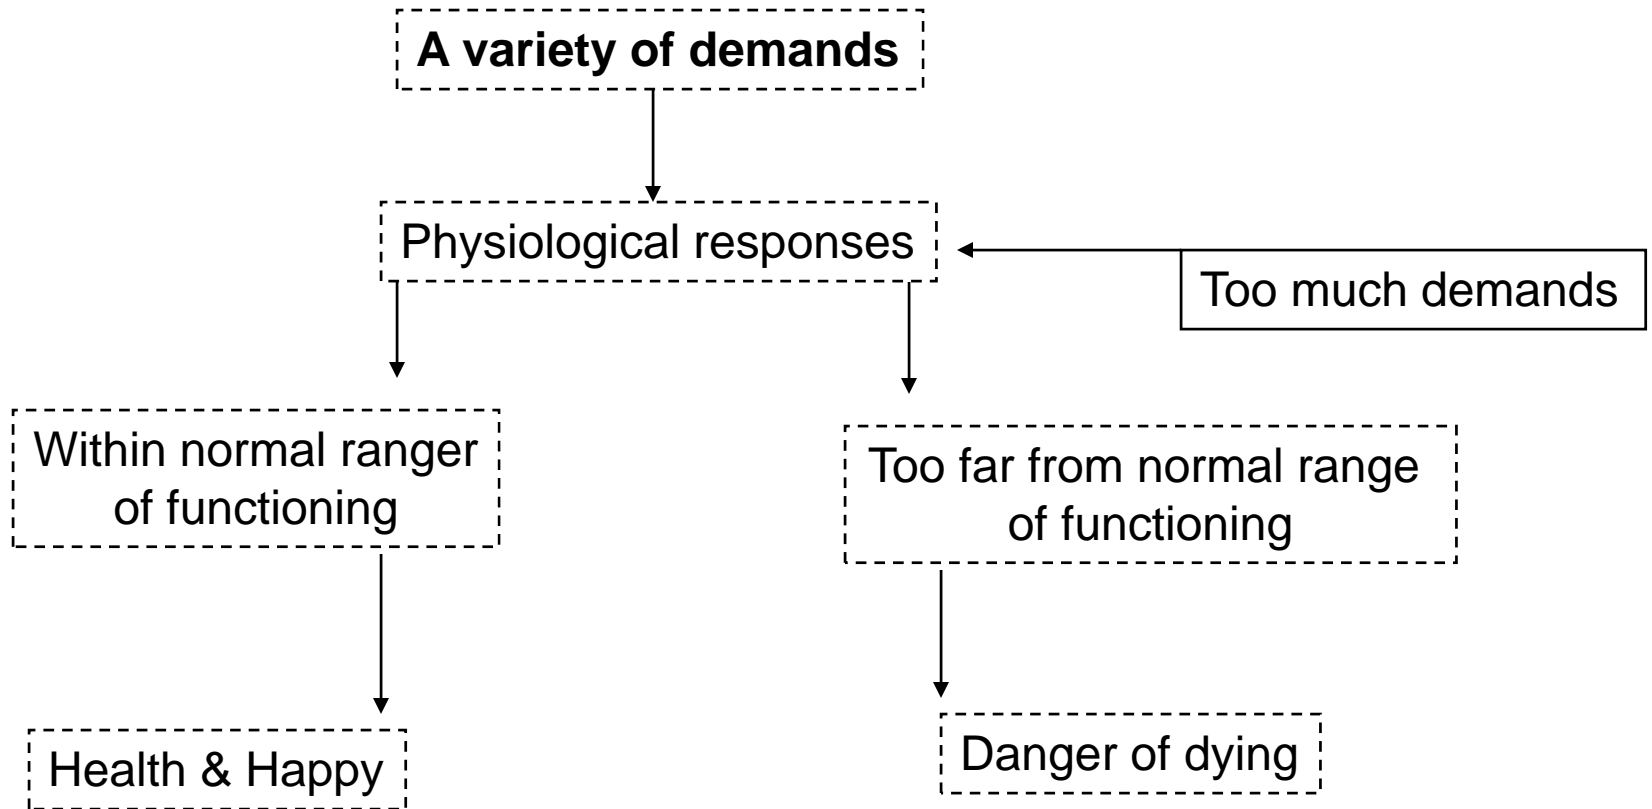 A variety of demands
Physiological responses
Too much demands
Within normal ranger
of functioning
Too far from normal range
of functioning
Health & Happy
Danger of dying